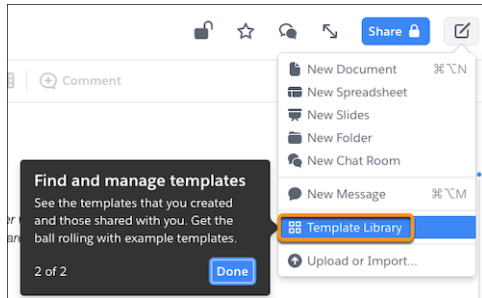 Share
Comment
New Document ⌘⌥N
New Spreadsheet
New Slides
New Folder
New Chat Room
New Message ⌘⌥M
Template Library
Upload or Import...
Find and manage templates
See the templates that you created
and those shared with you. Get the
ball rolling with example templates.
2 of 2
Done